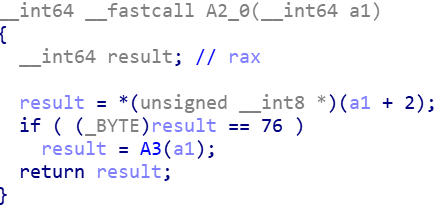 __int64 __fastcall A2_0(__int64 a1)
{
__int64 result; // rax
result = *(unsigned __int8 *)(a1 + 2);
if ( (_BYTE)result == 76 )
result = A3(a1);
return result;
}